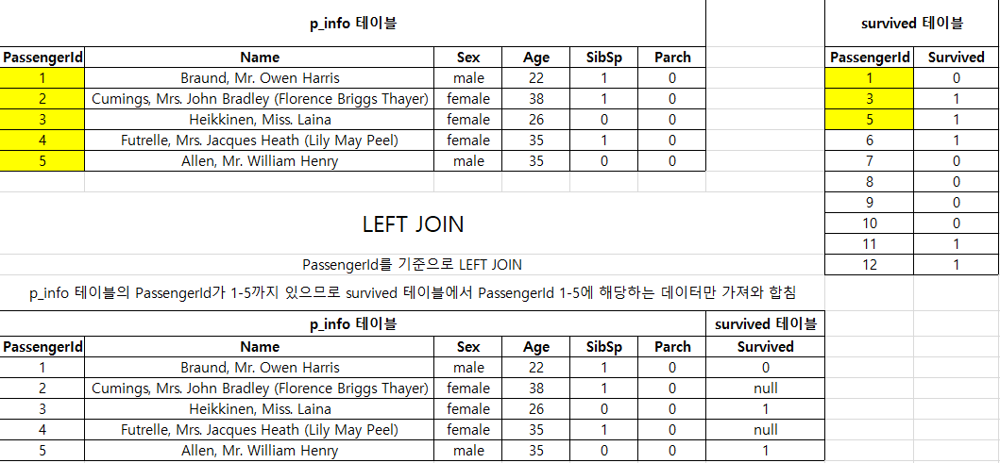 p_info 테이블
PassengerId Name Sex Age SibSp Parch
1 Braund, Mr. Owen Harris male 22 1 0
2 Cumings, Mrs. John Bradley (Florence Briggs Thayer) female 38 1 0
3 Heikkinen, Miss. Laina female 26 0 0
4 Futrelle, Mrs. Jacques Heath (Lily May Peel) female 35 1 0
5 Allen, Mr. William Henry male 35 0 0
survived 테이블
PassengerId Survived
1 0
3 1
5 1
6 1
7 0
8 0
9 0
10 0
11 1
12 1
LEFT JOIN
PassengerId를 기준으로 LEFT JOIN
p_info 테이블의 PassengerId가 1-5까지 있으므로 survived 테이블에서 PassengerId 1-5에 해당하는 데이터만 가져와 합침
p_info 테이블 survived 테이블
PassengerId Name Sex Age SibSp Parch Survived
1 Braund, Mr. Owen Harris male 22 1 0 0
2 Cumings, Mrs. John Bradley (Florence Briggs Thayer) female 38 1 0 null
3 Heikkinen, Miss. Laina female 26 0 0 1
4 Futrelle, Mrs. Jacques Heath (Lily May Peel) female 35 1 0 null
5 Allen, Mr. William Henry male 35 0 0 1